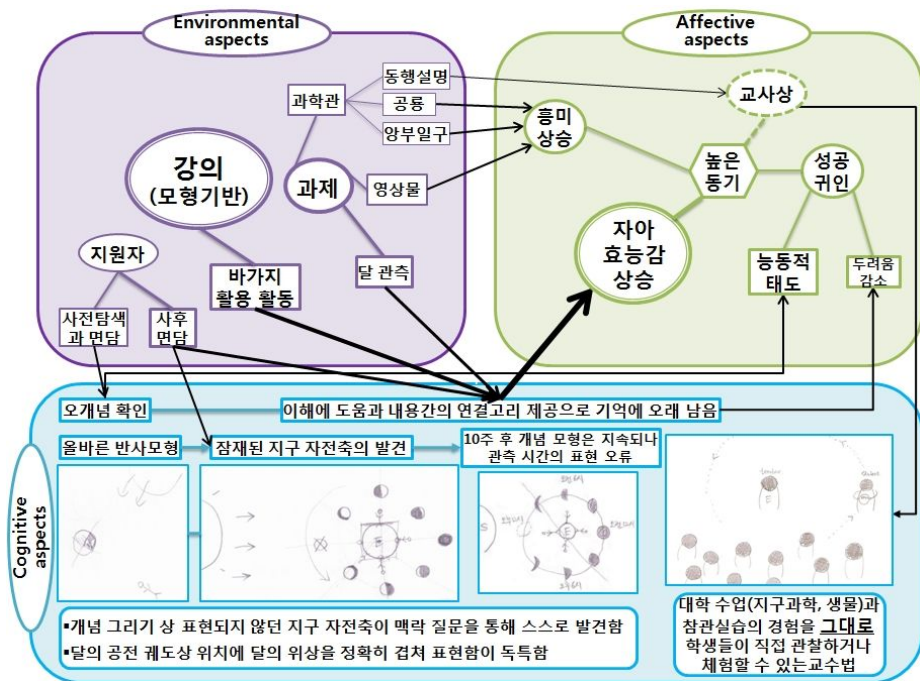 Environmental
aspects
Affective aspects
과학관
동행설명
공룡
앙부일구
강의
(모형기반)
과제
영상물
지원자
바가지
활용 활동
달 관측
사전탐색
과 면담
사후
면담
교사상
흥미
상승
높은
동기
성공
귀인
자아
효능감
상승
능동적
태도
두려움
감소
Cognitive
aspects
오개념 확인
이해에 도움과 내용간의 연결고리 제공으로 기억에 오래 남음
올바른 반사모형
잠재된 지구 자전축의 발견
10주 후 개념 모형은 지속되나
관측 시간의 표현 오류
E
E
S
E
▪개념 그리기 상 표현되지 않던 지구 자전축이 맥락 질문을 통해 스스로 발견함
▪달의 공전 궤도상 위치에 달의 위상을 정확히 겹쳐 표현함이 독특함
대학 수업(지구과학, 생물)과
참관실습의 경험을 그대로
학생들이 직접 관찰하거나
체험할 수 있는교수법